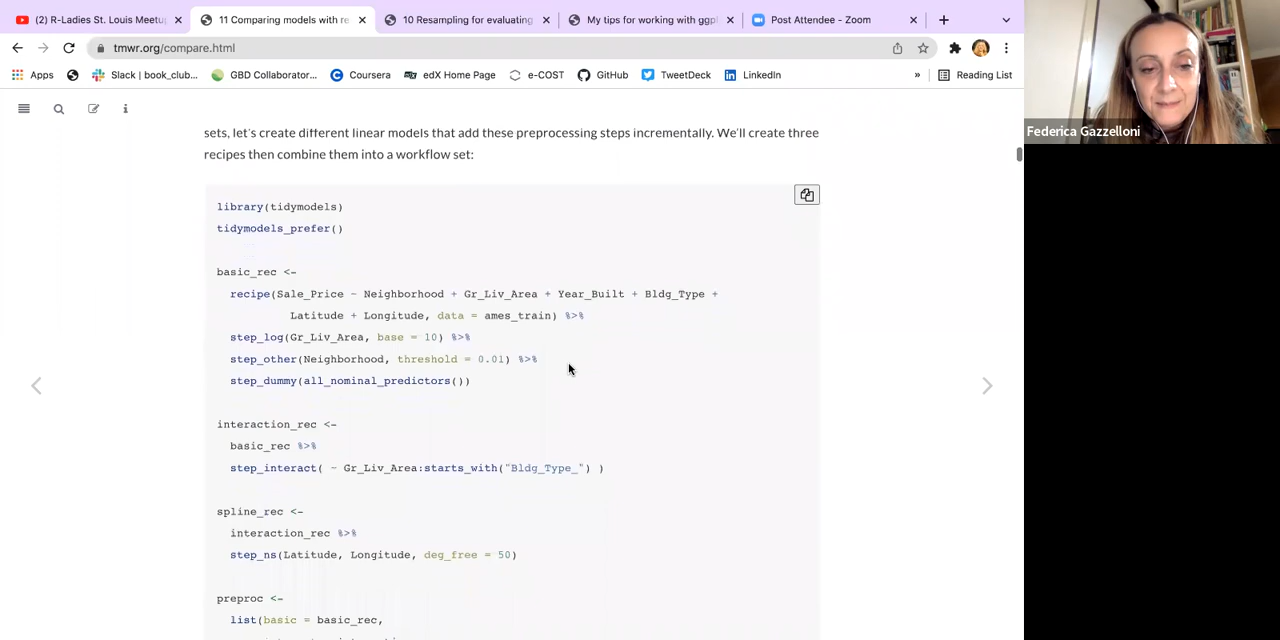 (2) R-Ladies St. Louis Meetu
11 Comparing models with re
10 Resampling for evaluating
My tips for working with ggpl
Post Attendee - Zoom
tmwr.org/compare.html
Apps
Slack | book_club...
GBD Collaborator...
Coursera
edX Home Page
e-COST
GitHub
TweetDeck
LinkedIn
»
Reading List
Federica Gazzelloni
sets, let's create different linear models that add these preprocessing steps incrementally. We'll create three
recipes then combine them into a workflow set:
library(tidymodels)
tidymodels_prefer()
basic_rec <-
recipe(Sale_Price ~ Neighborhood + Gr_Liv_Area + Year_Built + Bldg_Type +
Latitude + Longitude, data = ames_train) %>%
step_log(Gr_Liv_Area, base = 10) %>%
step_other(Neighborhood, threshold = 0.01) %>%
step_dummy(all_nominal_predictors())
interaction_rec <-
basic_rec %>%
step_interact( ~ Gr_Liv_Area:starts_with("Bldg_Type_") )
spline_rec <-
interaction_rec %>%
step_ns(Latitude, Longitude, deg_free = 50)
preproc <-
list(basic = basic_rec,